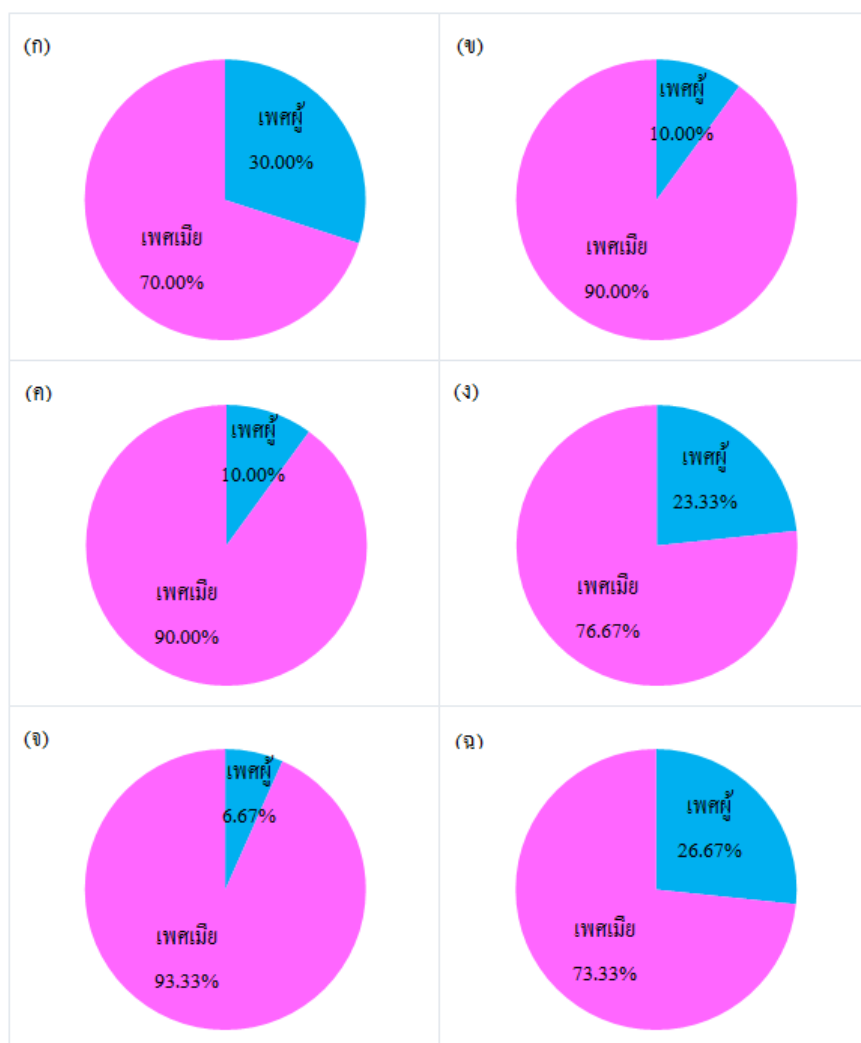 (ก)
เพศผู้
30.00%
เพศเมีย
70.00%
(ข)
เพศผู้
10.00%
เพศเมีย
90.00%
(ค)
เพศผู้
10.00%
เพศเมีย
90.00%
(ง)
เพศผู้
23.33%
เพศเมีย
76.67%
(จ)
เพศผู้
6.67%
เพศเมีย
93.33%
(ฉ)
เพศผู้
26.67%
เพศเมีย
73.33%